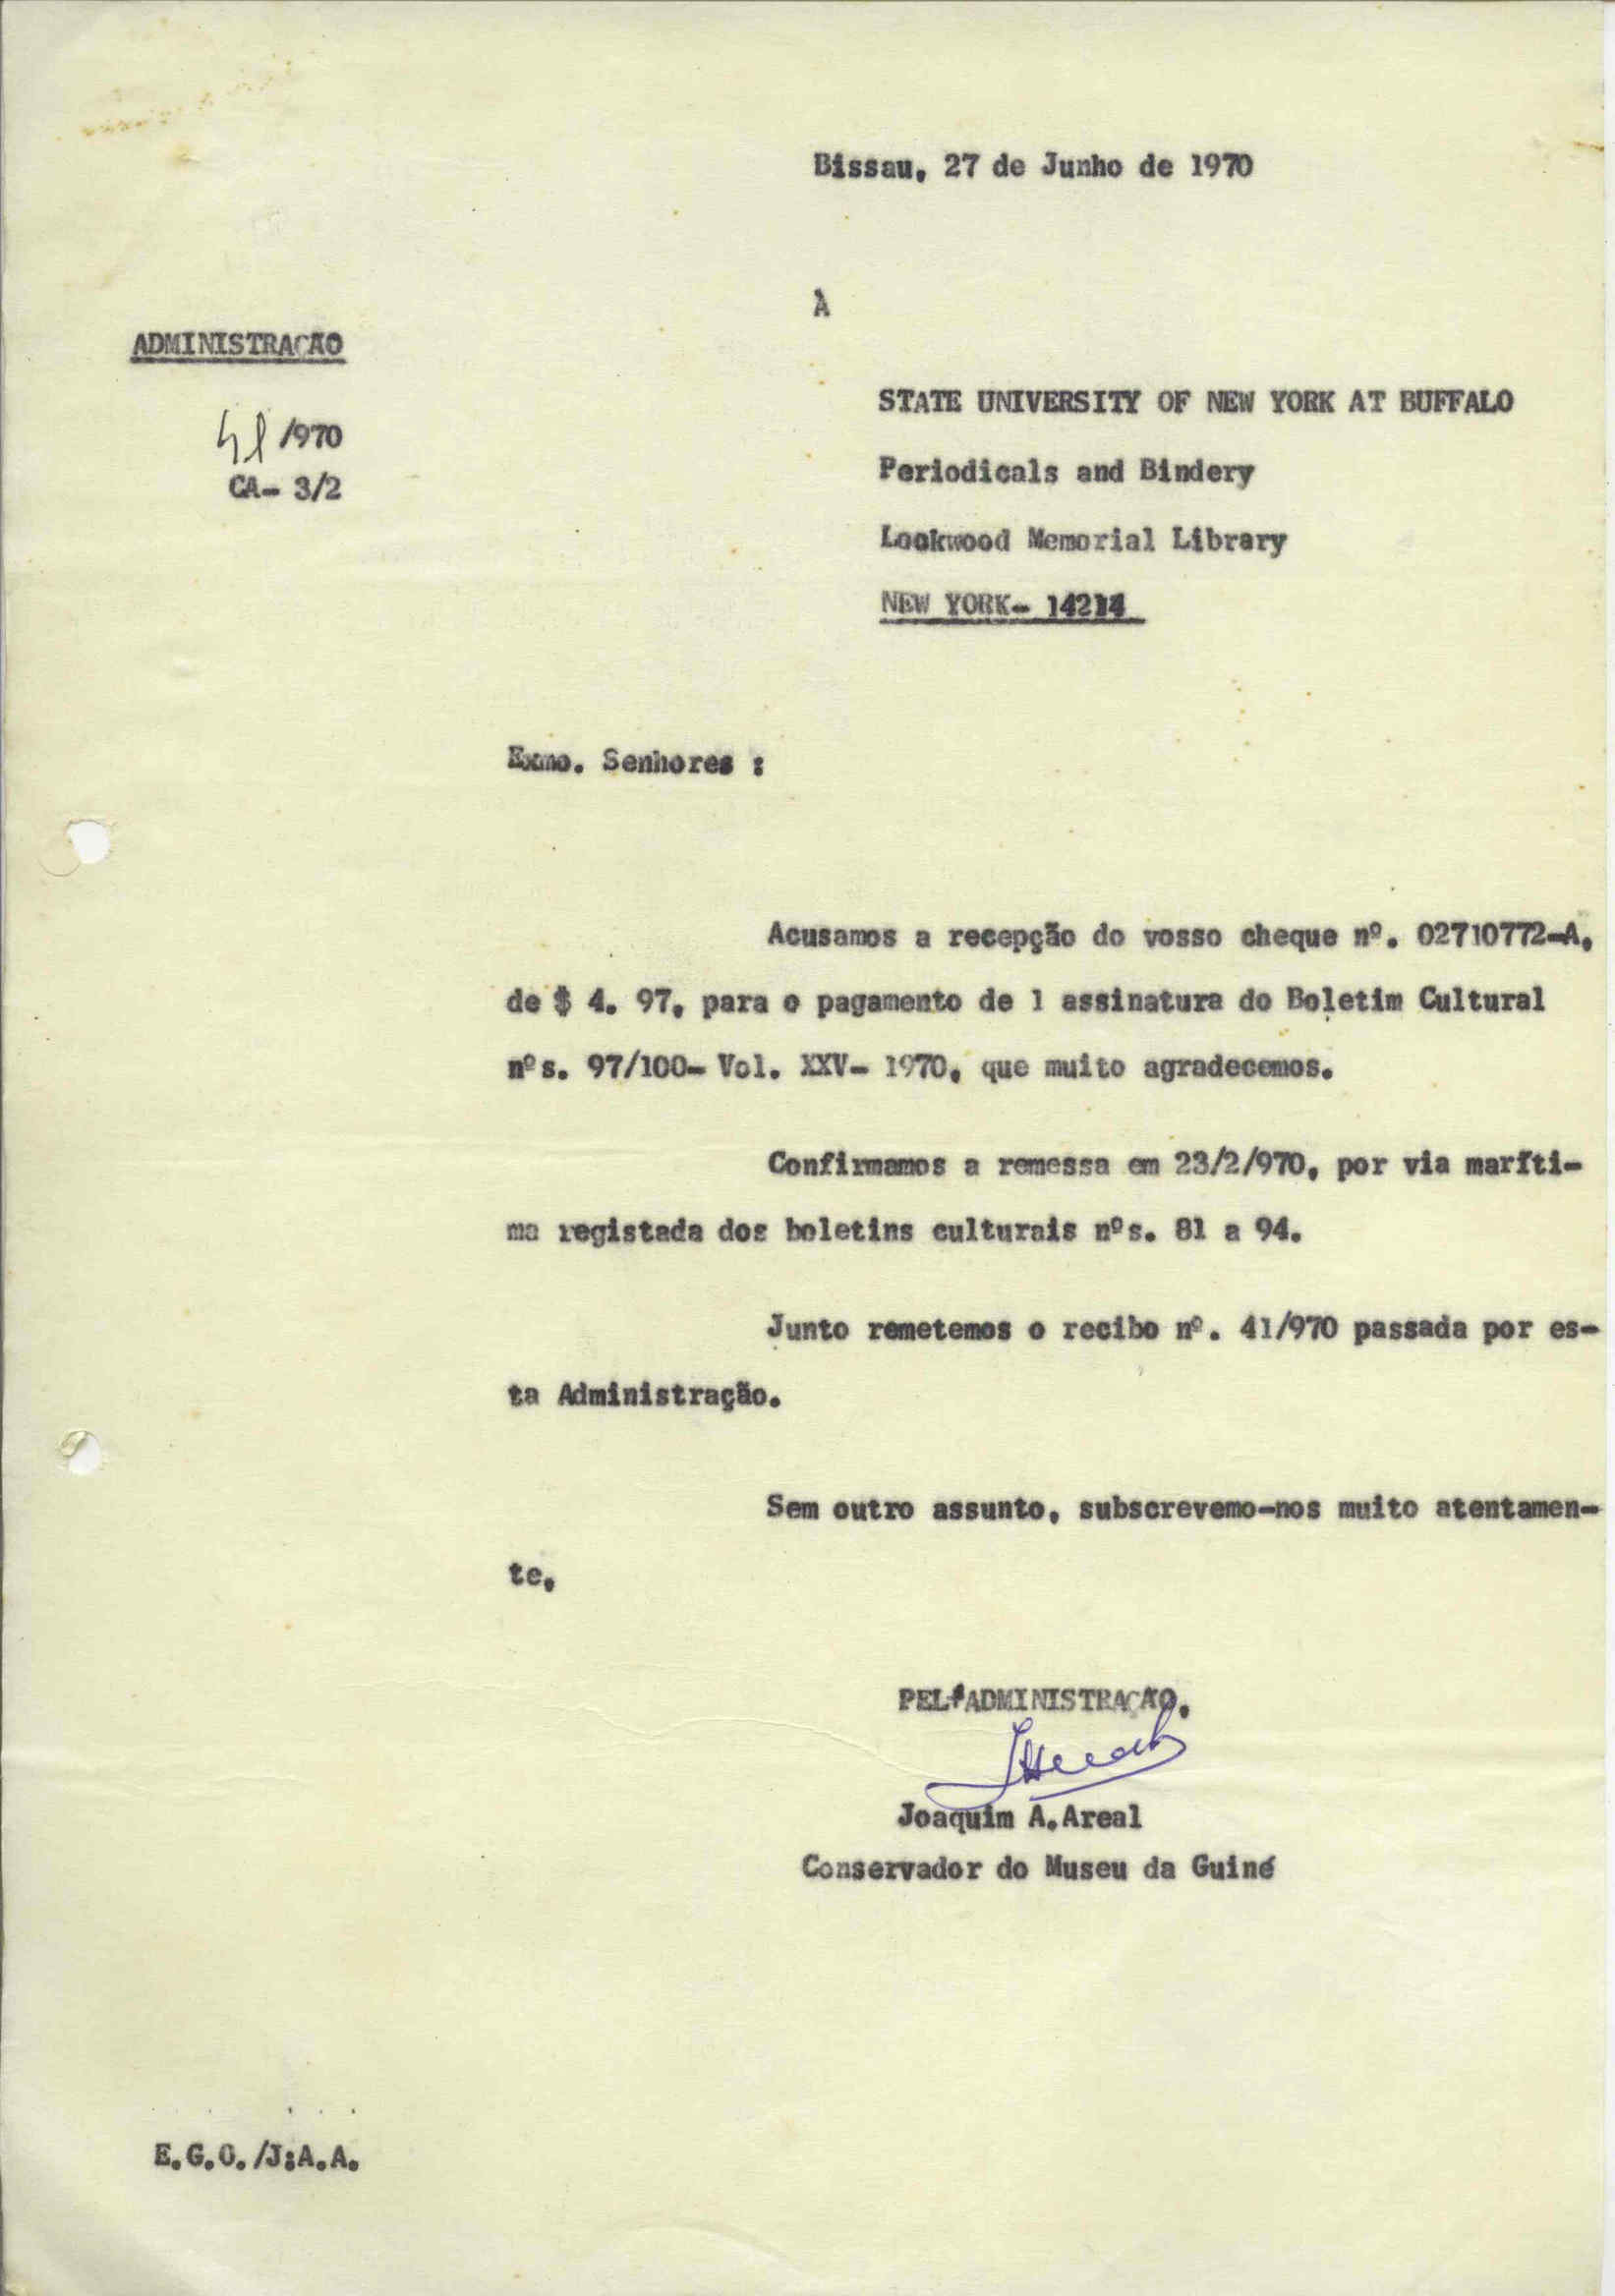 Bissau, 27 de Junho de 1970
À
ADMINISTRAÇÃO
STATE UNIVERSITY OF NEW YORK AT BUFFALO
/970
Periodicals and Bindery
CA- 3/2
Lookwood Memorial Library
NEW YORK- 14214
Exmo. Senhores :
Acusamos a recepção do vosso cheque nº. 02710772-A,
de $ 4. 97, para o pagamento de 1 assinatura do Boletim Cultural
nºs. 97/100- Vol. XXV- 1970, que muito agradecemos.
Confirmamos a remessa em 23/2/970, por via maríti-
ma registada dos boletins culturais nºs. 81 a 94.
Junto remetemos o recibo nº. 41/970 passada por es-
ta Administração.
Sem outro assunto, subscrevemo-nos muito atentamen-
te,
PEL'ADMINISTRAÇÃO,
Joaquim A.Areal
Conservador do Museu da Guiné
E.G.O./J:A.A.